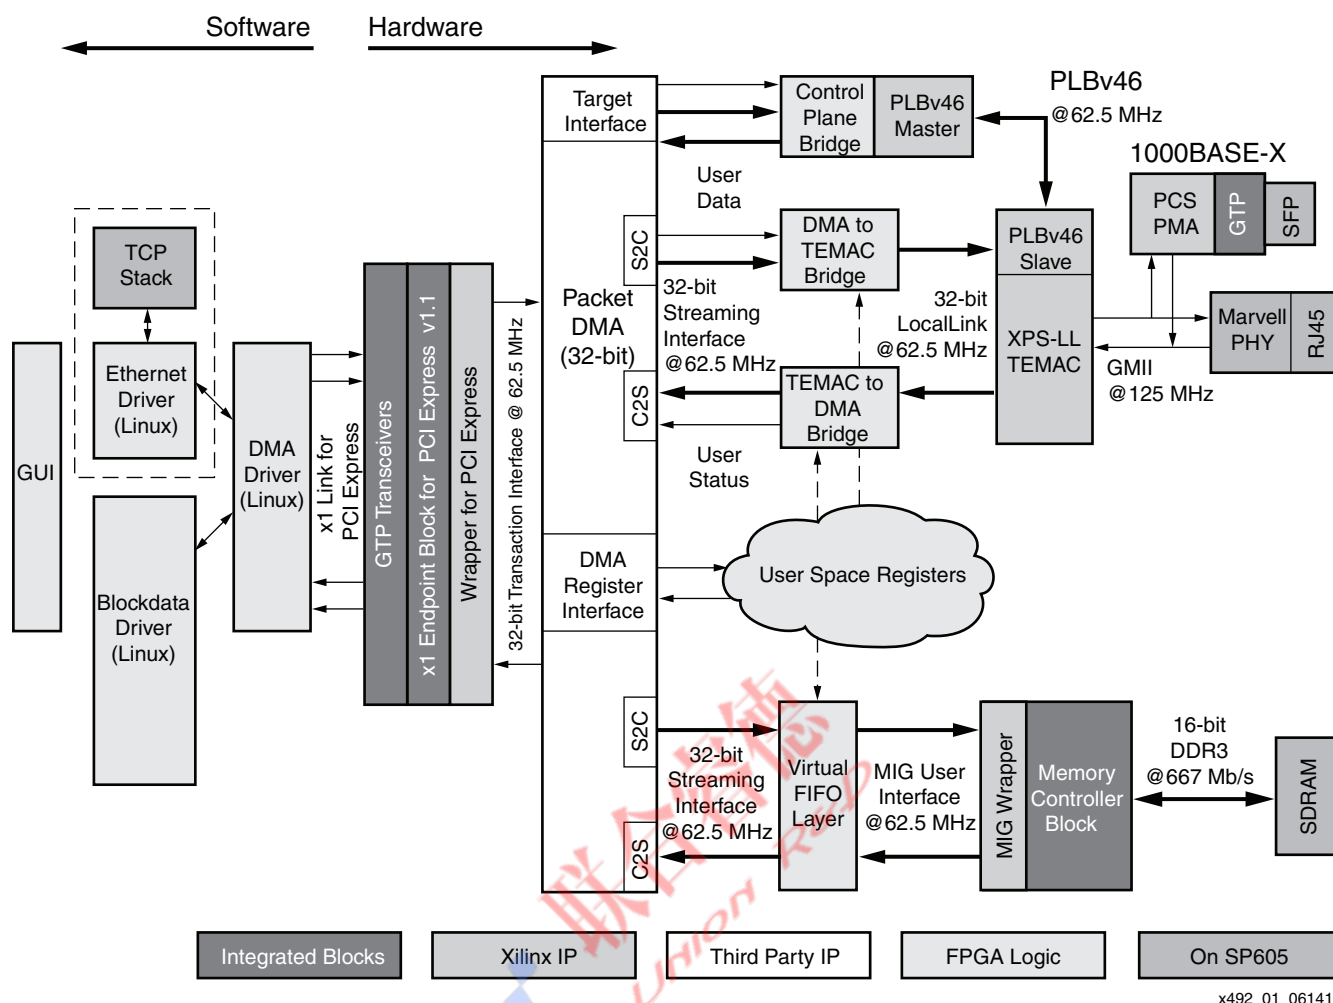 Software
Hardware
Target
Interface
Control
Plane
Bridge
PLBv46
Master
PLBv46
@62.5 MHz
1000BASE-X
PCS
PMA
GTP
SFP
User
Data
S2C
DMA to
TEMAC
Bridge
PLBv46
Slave
TCP
Stack
Packet
DMA
(32-bit)
32-bit
Streaming
Interface
@62.5 MHz
32-bit
LocalLink
@62.5 MHz
XPS-LL
TEMAC
Marvell
PHY
RJ45
GMII
@125 MHz
Ethernet
Driver
(Linux)
C2S
TEMAC to
DMA
Bridge
User
Status
GUI
DMA
Driver
(Linux)
x1 Link for
PCI Express
GTP Transceivers
x1 Endpoint Block for PCI Express v1.1
Wrapper for PCI Express
32-bit Transaction Interface @ 62.5 MHz
Blockdata
Driver
(Linux)
DMA
Register
Interface
User Space Registers
S2C
32-bit
Streaming
Interface
@62.5 MHz
C2S
Virtual
FIFO
Layer
MIG User
Interface
@62.5 MHz
MIG Wrapper
Memory
Controller
Block
16-bit
DDR3
@667 Mb/s
SDRAM
联合睿德
UNION R&D
Integrated Blocks
Xilinx IP
Third Party IP
FPGA Logic
On SP605
x492_01_06141